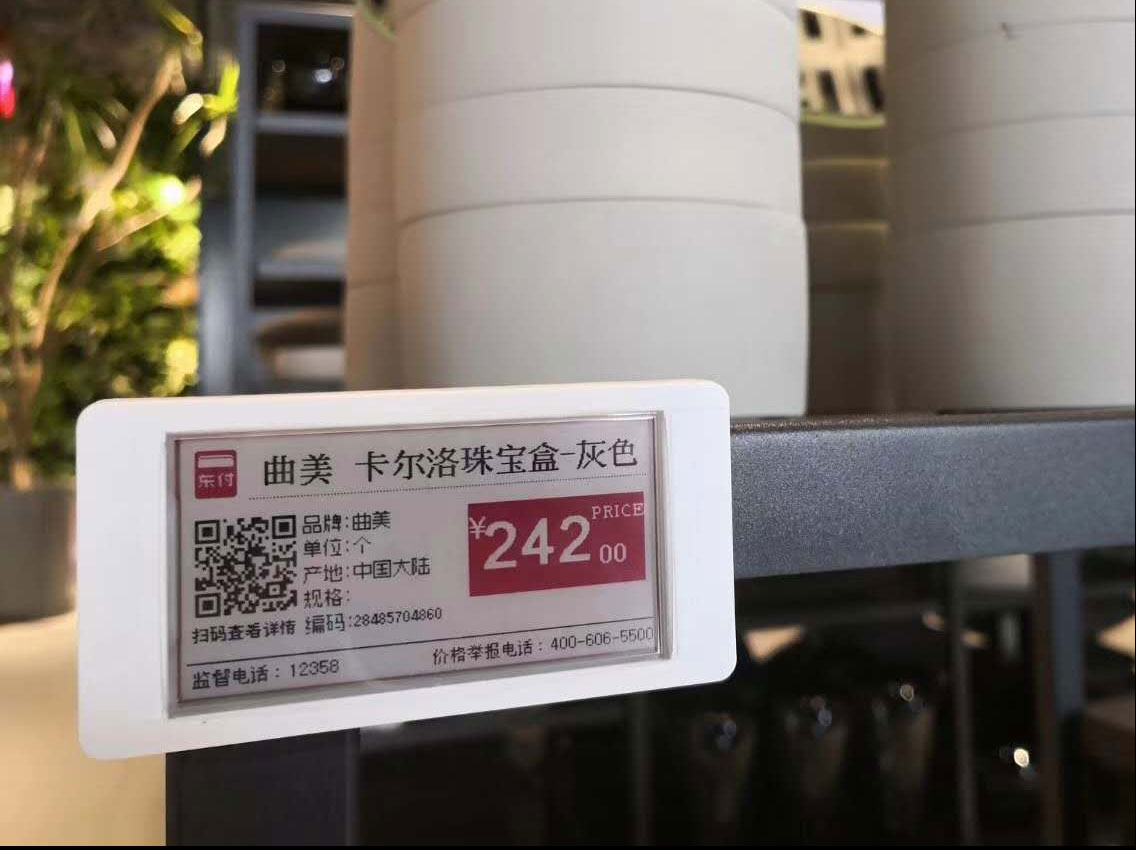 东付
曲美 卡尔洛珠宝盒-灰色
品牌:曲美
单位:个
产地:中国大陆
规格:
扫码查看详情 编码:28485704860
PRICE
¥242 00
监督电话：12358
价格举报电话：400-606-5500